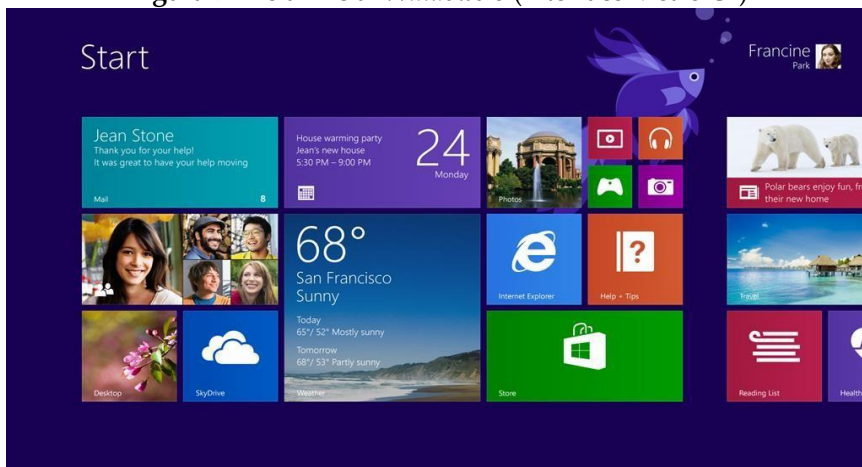 Start
Francine
Park
Jean Stone
Thank you for your help!
It was great to have your help moving
Mail 8
House warming party
Jean's new house
5:30 PM – 9:00 PM
24
Monday
Photos
Polar bears enjoy fun, fr
their new home
68°
San Francisco
Sunny
Today
65°/ 52° Mostly sunny
Tomorrow
68°/ 53° Partly sunny
Weather
Internet Explorer
Help + Tips
Travel
Desktop
SkyDrive
Store
Reading List
Health